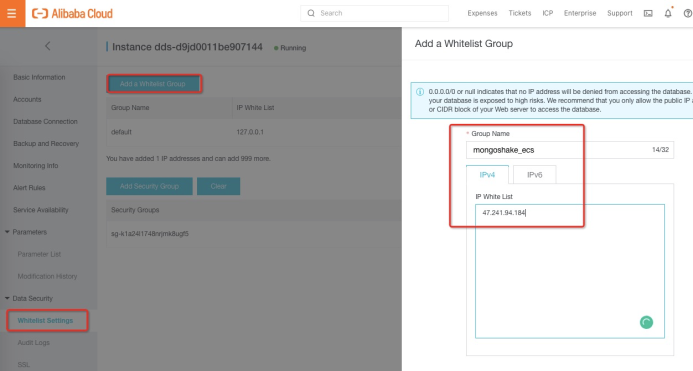 Alibaba Cloud
Search
Expenses Tickets ICP Enterprise Support
Instance dds-d9jd0011be907144 Running
Add a Whitelist Group
Basic Information
Accounts
Database Connection
Backup and Recovery
Monitoring Info
Alert Rules
Service Availability
Parameters
Parameter List
Modification History
Data Security
Whitelist Settings
Audit Logs
SSL
Add a Whitelist Group
Group Name IP White List
default 127.0.0.1
You have added 1 IP addresses and can add 999 more.
Add Security Group Clear
Security Groups
sg-k1a24i1748nrjmk8ugf5
0.0.0.0/0 or null indicates that no IP address will be denied from accessing the database.
your database is exposed to high risks. We recommend that you only allow the public IP a
or CIDR block of your Web server to access the database.
* Group Name
mongoshake_ecs 14/32
IPv4 IPv6
IP White List
47.241.94.184